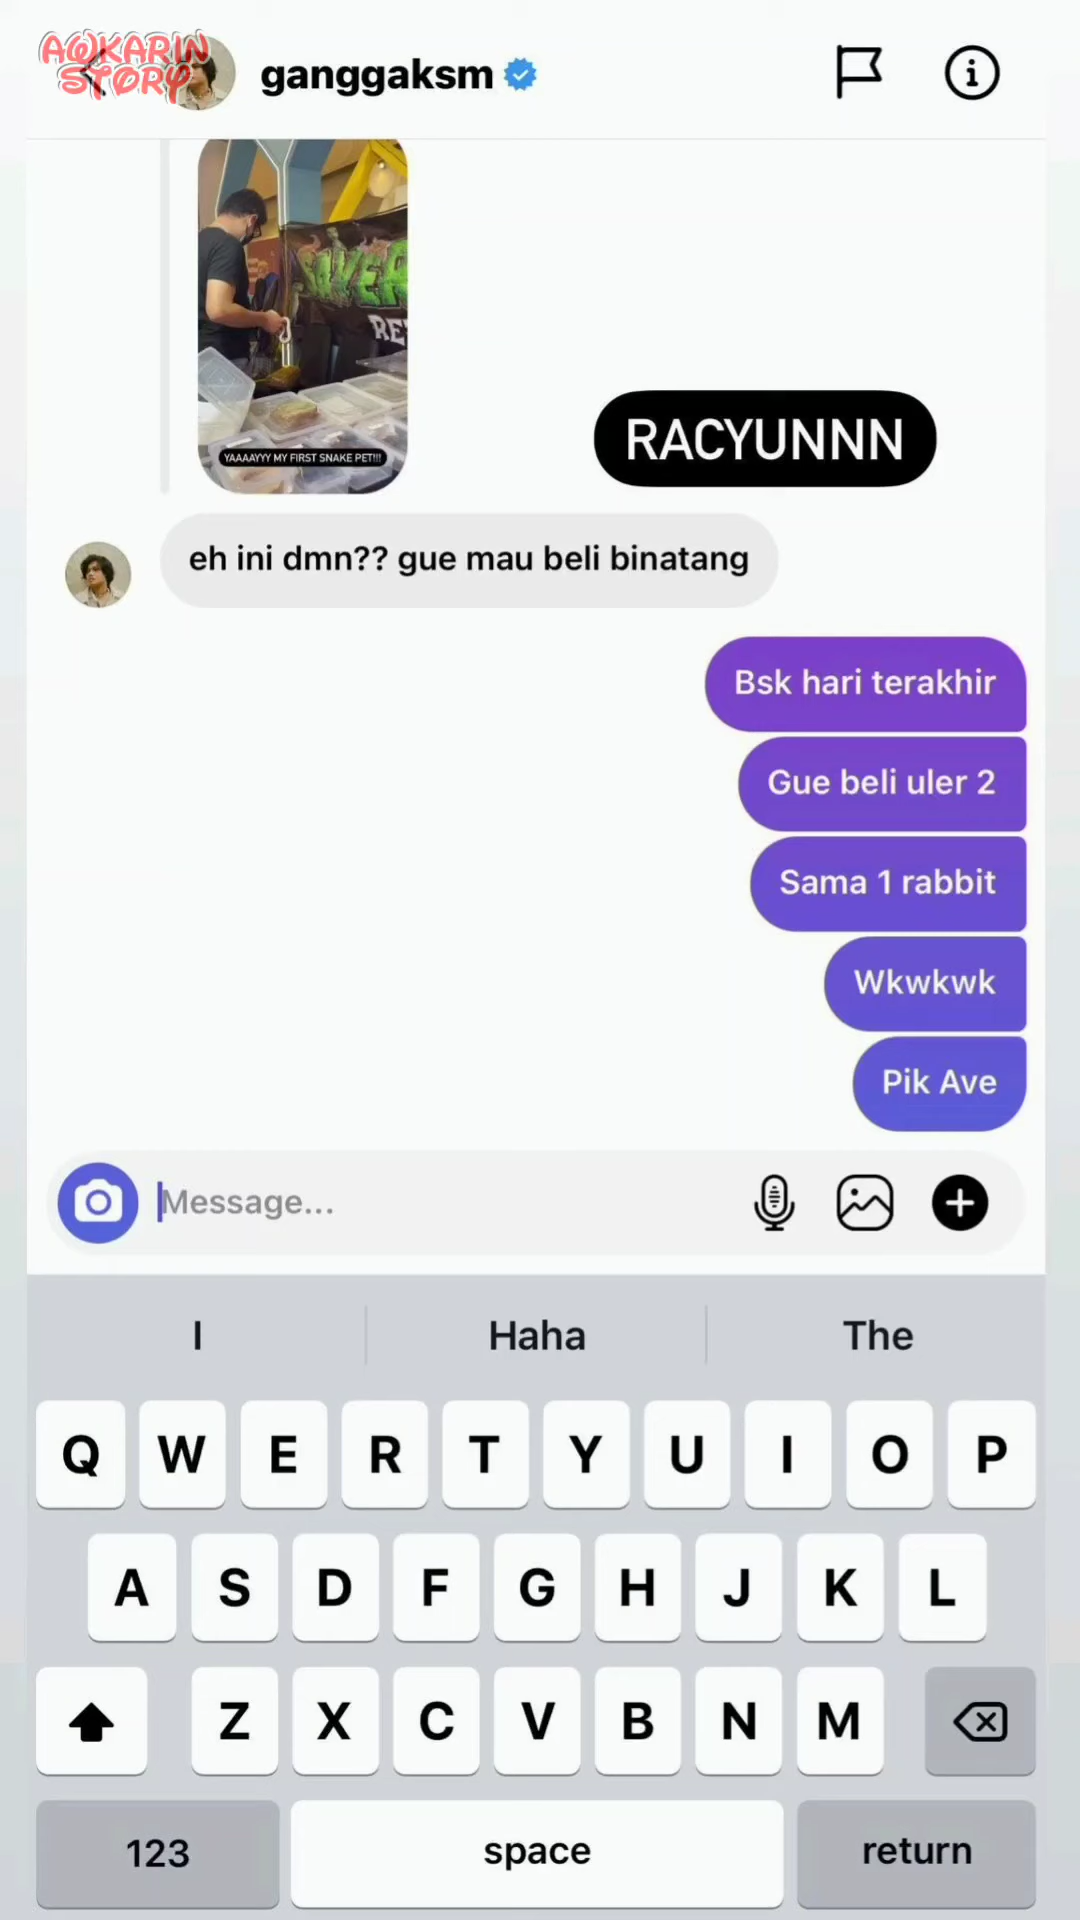 AWKARIN
STORY
ganggaksm
RE
YAAAAYYY MY FIRST SNAKE PET!!!
RACYUNNN
eh ini dmn?? gue mau beli binatang
Bsk hari terakhir
Gue beli uler 2
Sama 1 rabbit
Wkwkwk
Pik Ave
Message...
I Haha The
Q W E R T Y U I O P
A S D F G H J K L
Z X C V B N M
123 space return